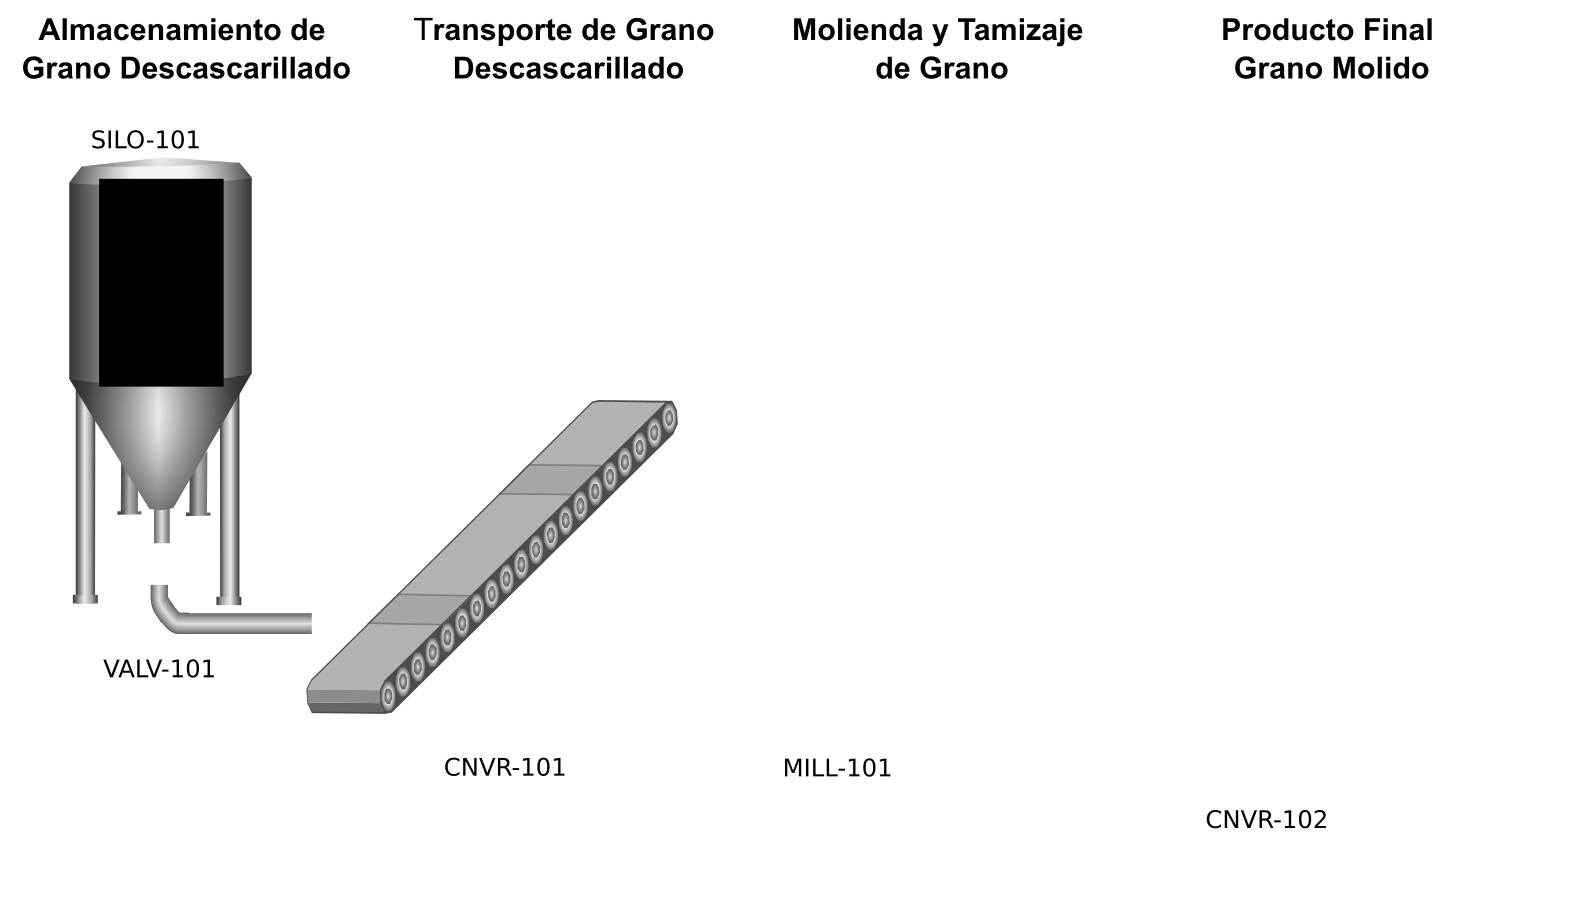 Almacenamiento de
Grano Descascarillado
Transporte de Grano
Descascarillado
Molienda y Tamizaje
de Grano
Producto Final
Grano Molido
SILO-101
VALV-101
CNVR-101
MILL-101
CNVR-102